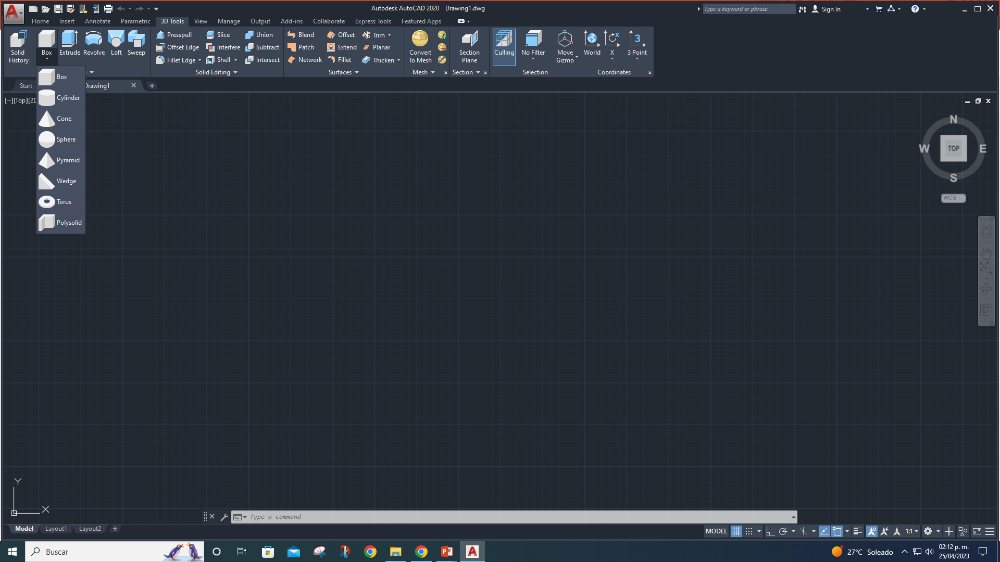 Autodesk AutoCAD 2020 Drawing1.dwg
Type a keyword or phrase
Sign In
Home Insert Annotate Parametric 3D Tools View Manage Output Add-ins Collaborate Express Tools Featured Apps
Solid History
Box
Extrude
Revolve
Loft
Sweep
Presspull
Offset Edge
Fillet Edge
Slice
Interfere
Shell
Union
Subtract
Intersect
Solid Editing
Blend
Patch
Network
Offset
Extend
Fillet
Trim
Planar
Thicken
Surfaces
Convert To Mesh
Mesh
Section Plane
Section
Culling
No Filter
Move Gizmo
Selection
World
X
3 Point
Coordinates
Start
Drawing1
[−][Top][2D
Box
Cylinder
Cone
Sphere
Pyramid
Wedge
Torus
Polysolid
N
W TOP E
S
WCS
Y
X
Type a command
Model Layout1 Layout2
MODEL
1:1
Buscar
27°C Soleado
02:12 p. m.
25/04/2023